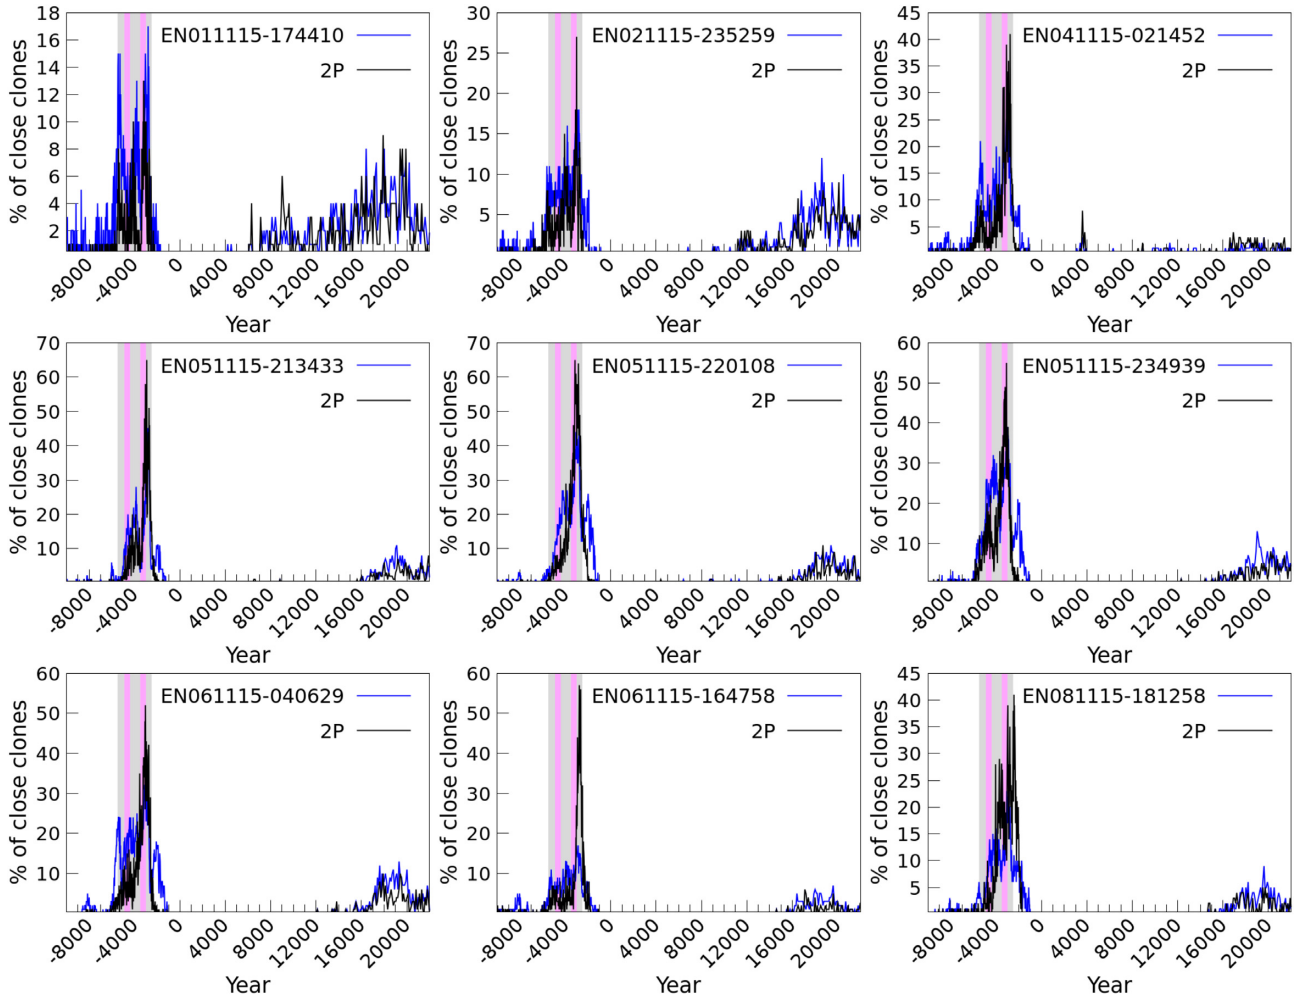 18
16
14
12
10
8
6
4
2
% of close clones
EN011115-174410
2P
-8000 -4000 0 4000 8000 12000 16000 20000
Year
30
25
20
15
10
5
% of close clones
EN021115-235259
2P
-8000 -4000 0 4000 8000 12000 16000 20000
Year
45
40
35
30
25
20
15
10
5
% of close clones
EN041115-021452
2P
-8000 -4000 0 4000 8000 12000 16000 20000
Year
70
60
50
40
30
20
10
% of close clones
EN051115-213433
2P
-8000 -4000 0 4000 8000 12000 16000 20000
Year
70
60
50
40
30
20
10
% of close clones
EN051115-220108
2P
-8000 -4000 0 4000 8000 12000 16000 20000
Year
60
50
40
30
20
10
% of close clones
EN051115-234939
2P
-8000 -4000 0 4000 8000 12000 16000 20000
Year
60
50
40
30
20
10
% of close clones
EN061115-040629
2P
-8000 -4000 0 4000 8000 12000 16000 20000
Year
60
50
40
30
20
10
% of close clones
EN061115-164758
2P
-8000 -4000 0 4000 8000 12000 16000 20000
Year
45
40
35
30
25
20
15
10
5
% of close clones
EN081115-181258
2P
-8000 -4000 0 4000 8000 12000 16000 20000
Year